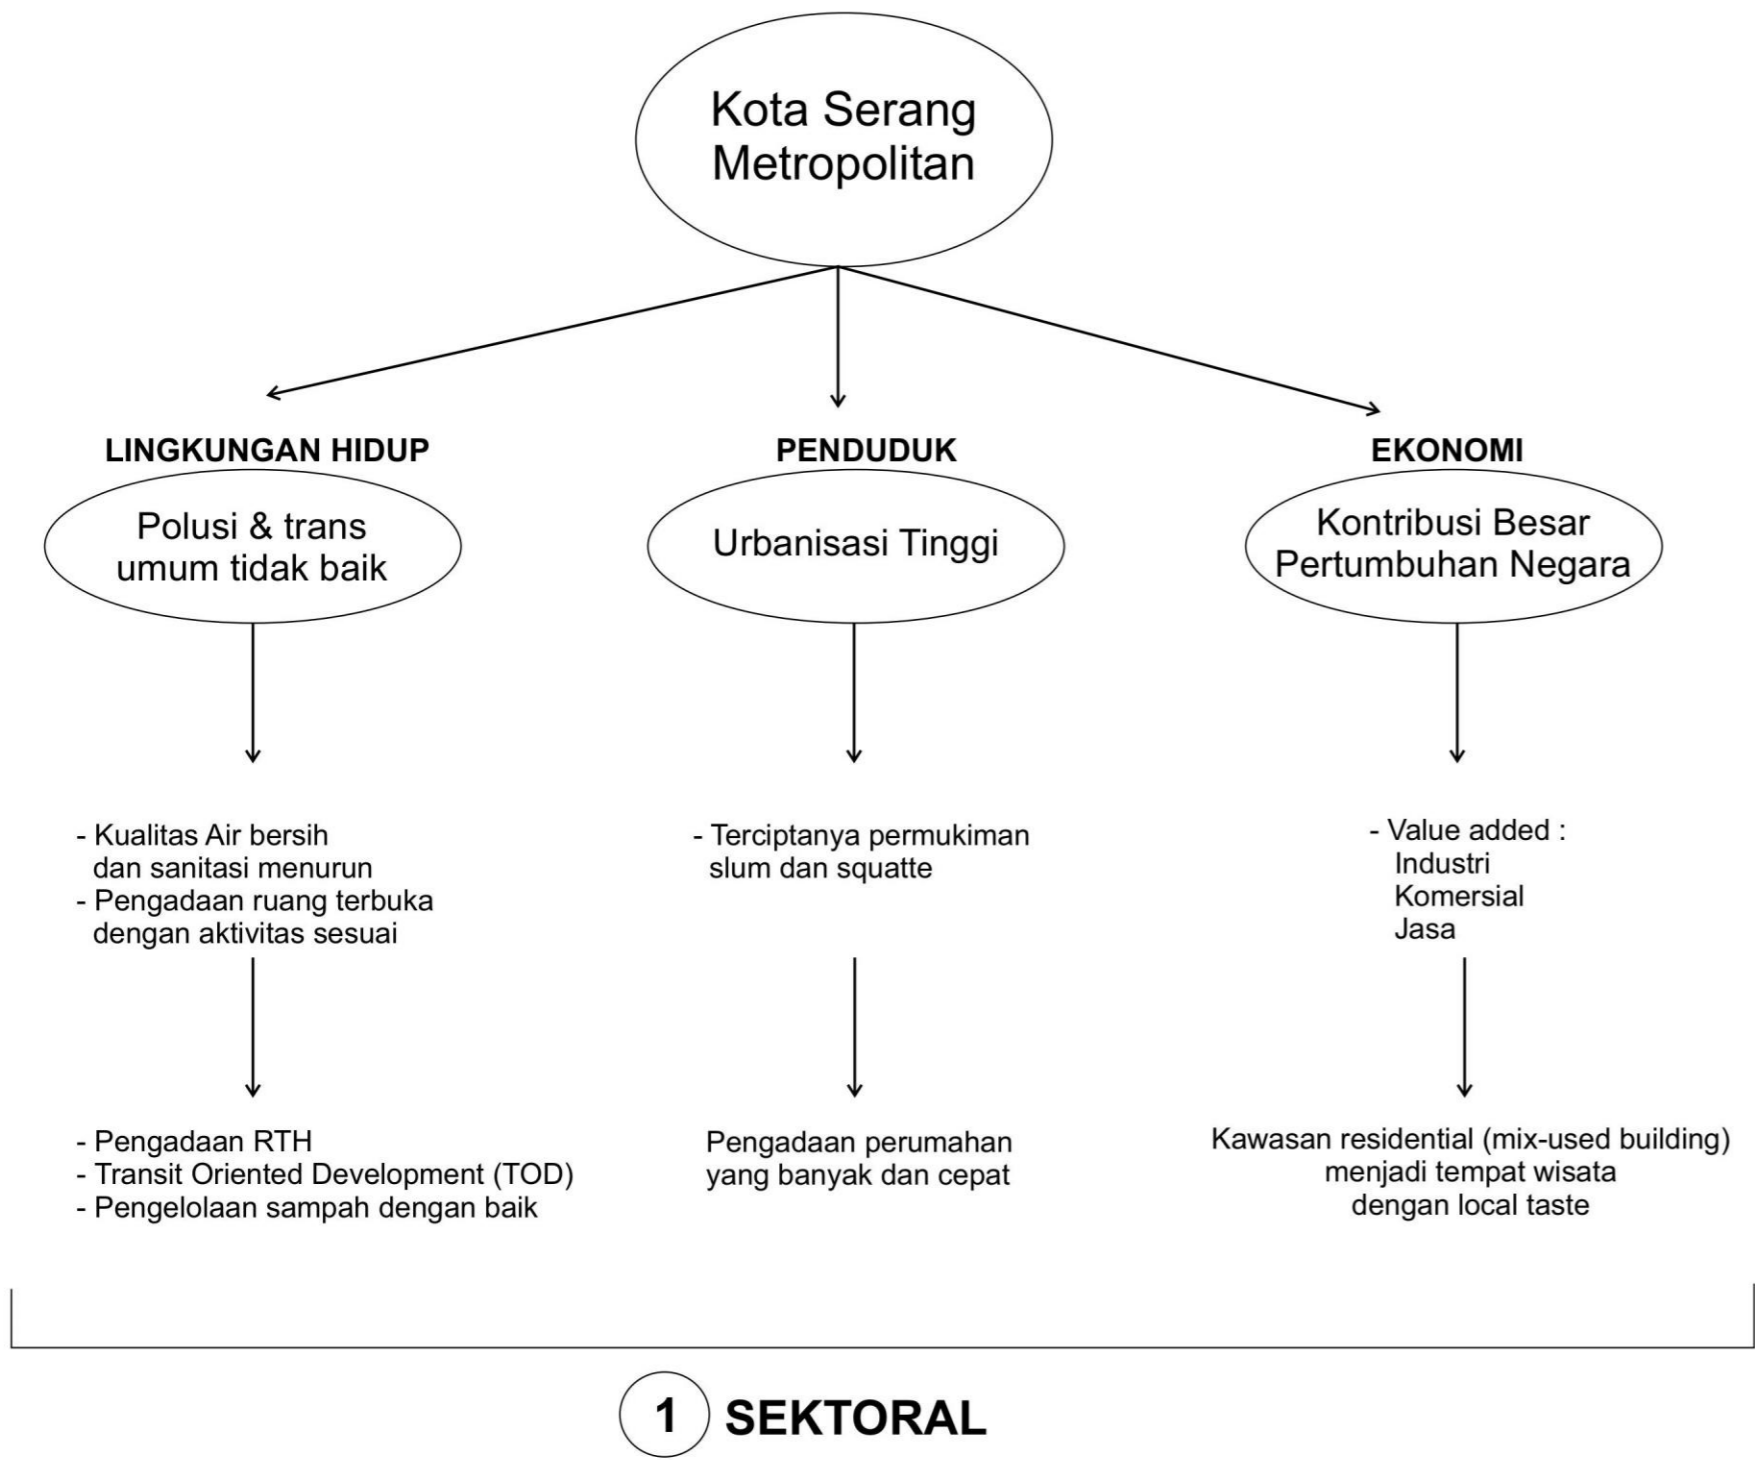 Kota Serang
Metropolitan
LINGKUNGAN HIDUP
Polusi & trans
umum tidak baik
- Kualitas Air bersih
dan sanitasi menurun
- Pengadaan ruang terbuka
dengan aktivitas sesuai
- Pengadaan RTH
- Transit Oriented Development (TOD)
- Pengelolaan sampah dengan baik
PENDUDUK
Urbanisasi Tinggi
- Terciptanya permukiman
slum dan squatte
Pengadaan perumahan
yang banyak dan cepat
EKONOMI
Kontribusi Besar
Pertumbuhan Negara
- Value added :
Industri
Komersial
Jasa
Kawasan residential (mix-used building)
menjadi tempat wisata
dengan local taste
1 SEKTORAL